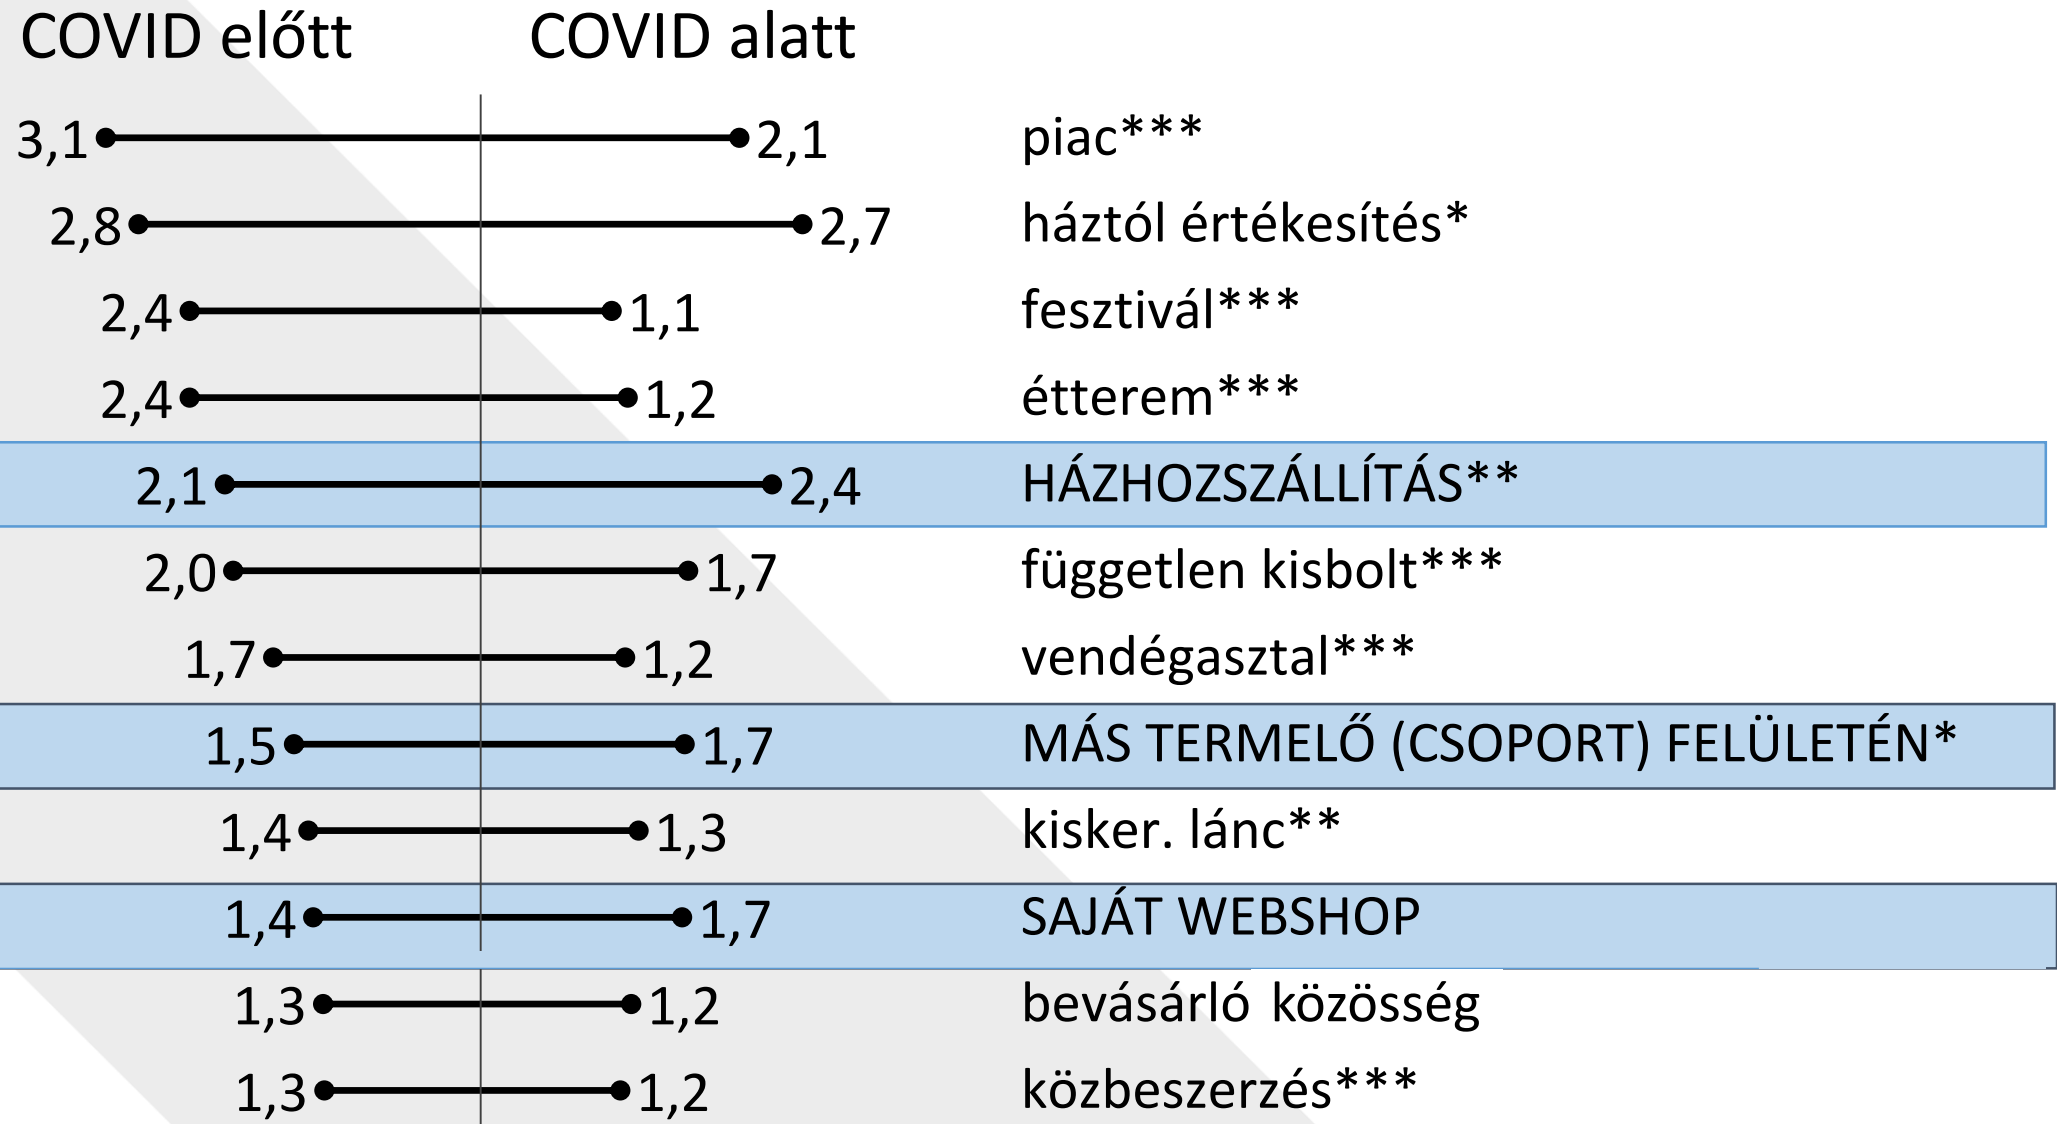 COVID előtt COVID alatt
3,1 2,1 piac***
2,8 2,7 háztól értékesítés*
2,4 1,1 fesztivál***
2,4 1,2 étterem***
2,1 2,4 HÁZHOZSZÁLLÍTÁS**
2,0 1,7 független kisbolt***
1,7 1,2 vendégasztal***
1,5 1,7 MÁS TERMELŐ (CSOPORT) FELÜLETÉN*
1,4 1,3 kisker. lánc**
1,4 1,7 SAJÁT WEBSHOP
1,3 1,2 bevásárló közösség
1,3 1,2 közbeszerzés***